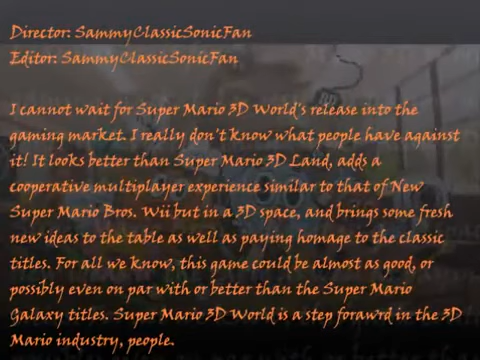 Director: SammyClassicSonicFan
Editor: SammyClassicSonicFan
I cannot wait for Super Mario 3D World's release into the
gaming market. I really don't know what people have against
it! It looks better than Super Mario 3D Land, adds a
cooperative multiplayer experience similar to that of New
Super Mario Bros. Wii but in a 3D space, and brings some fresh
new ideas to the table as well as paying homage to the classic
titles. For all we know, this game could be almost as good, or
possibly even on par with or better than the Super Mario
Galaxy titles. Super Mario 3D World is a step forawrd in the 3D
Mario industry, people.